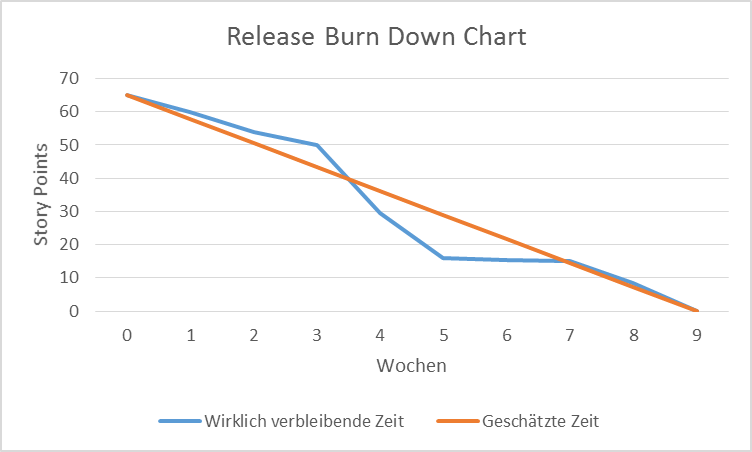 Release Burn Down Chart
70
60
50
40
30
20
10
0
Story Points
0 1 2 3 4 5 6 7 8 9
Wochen
Wirklich verbleibende Zeit Geschätzte Zeit